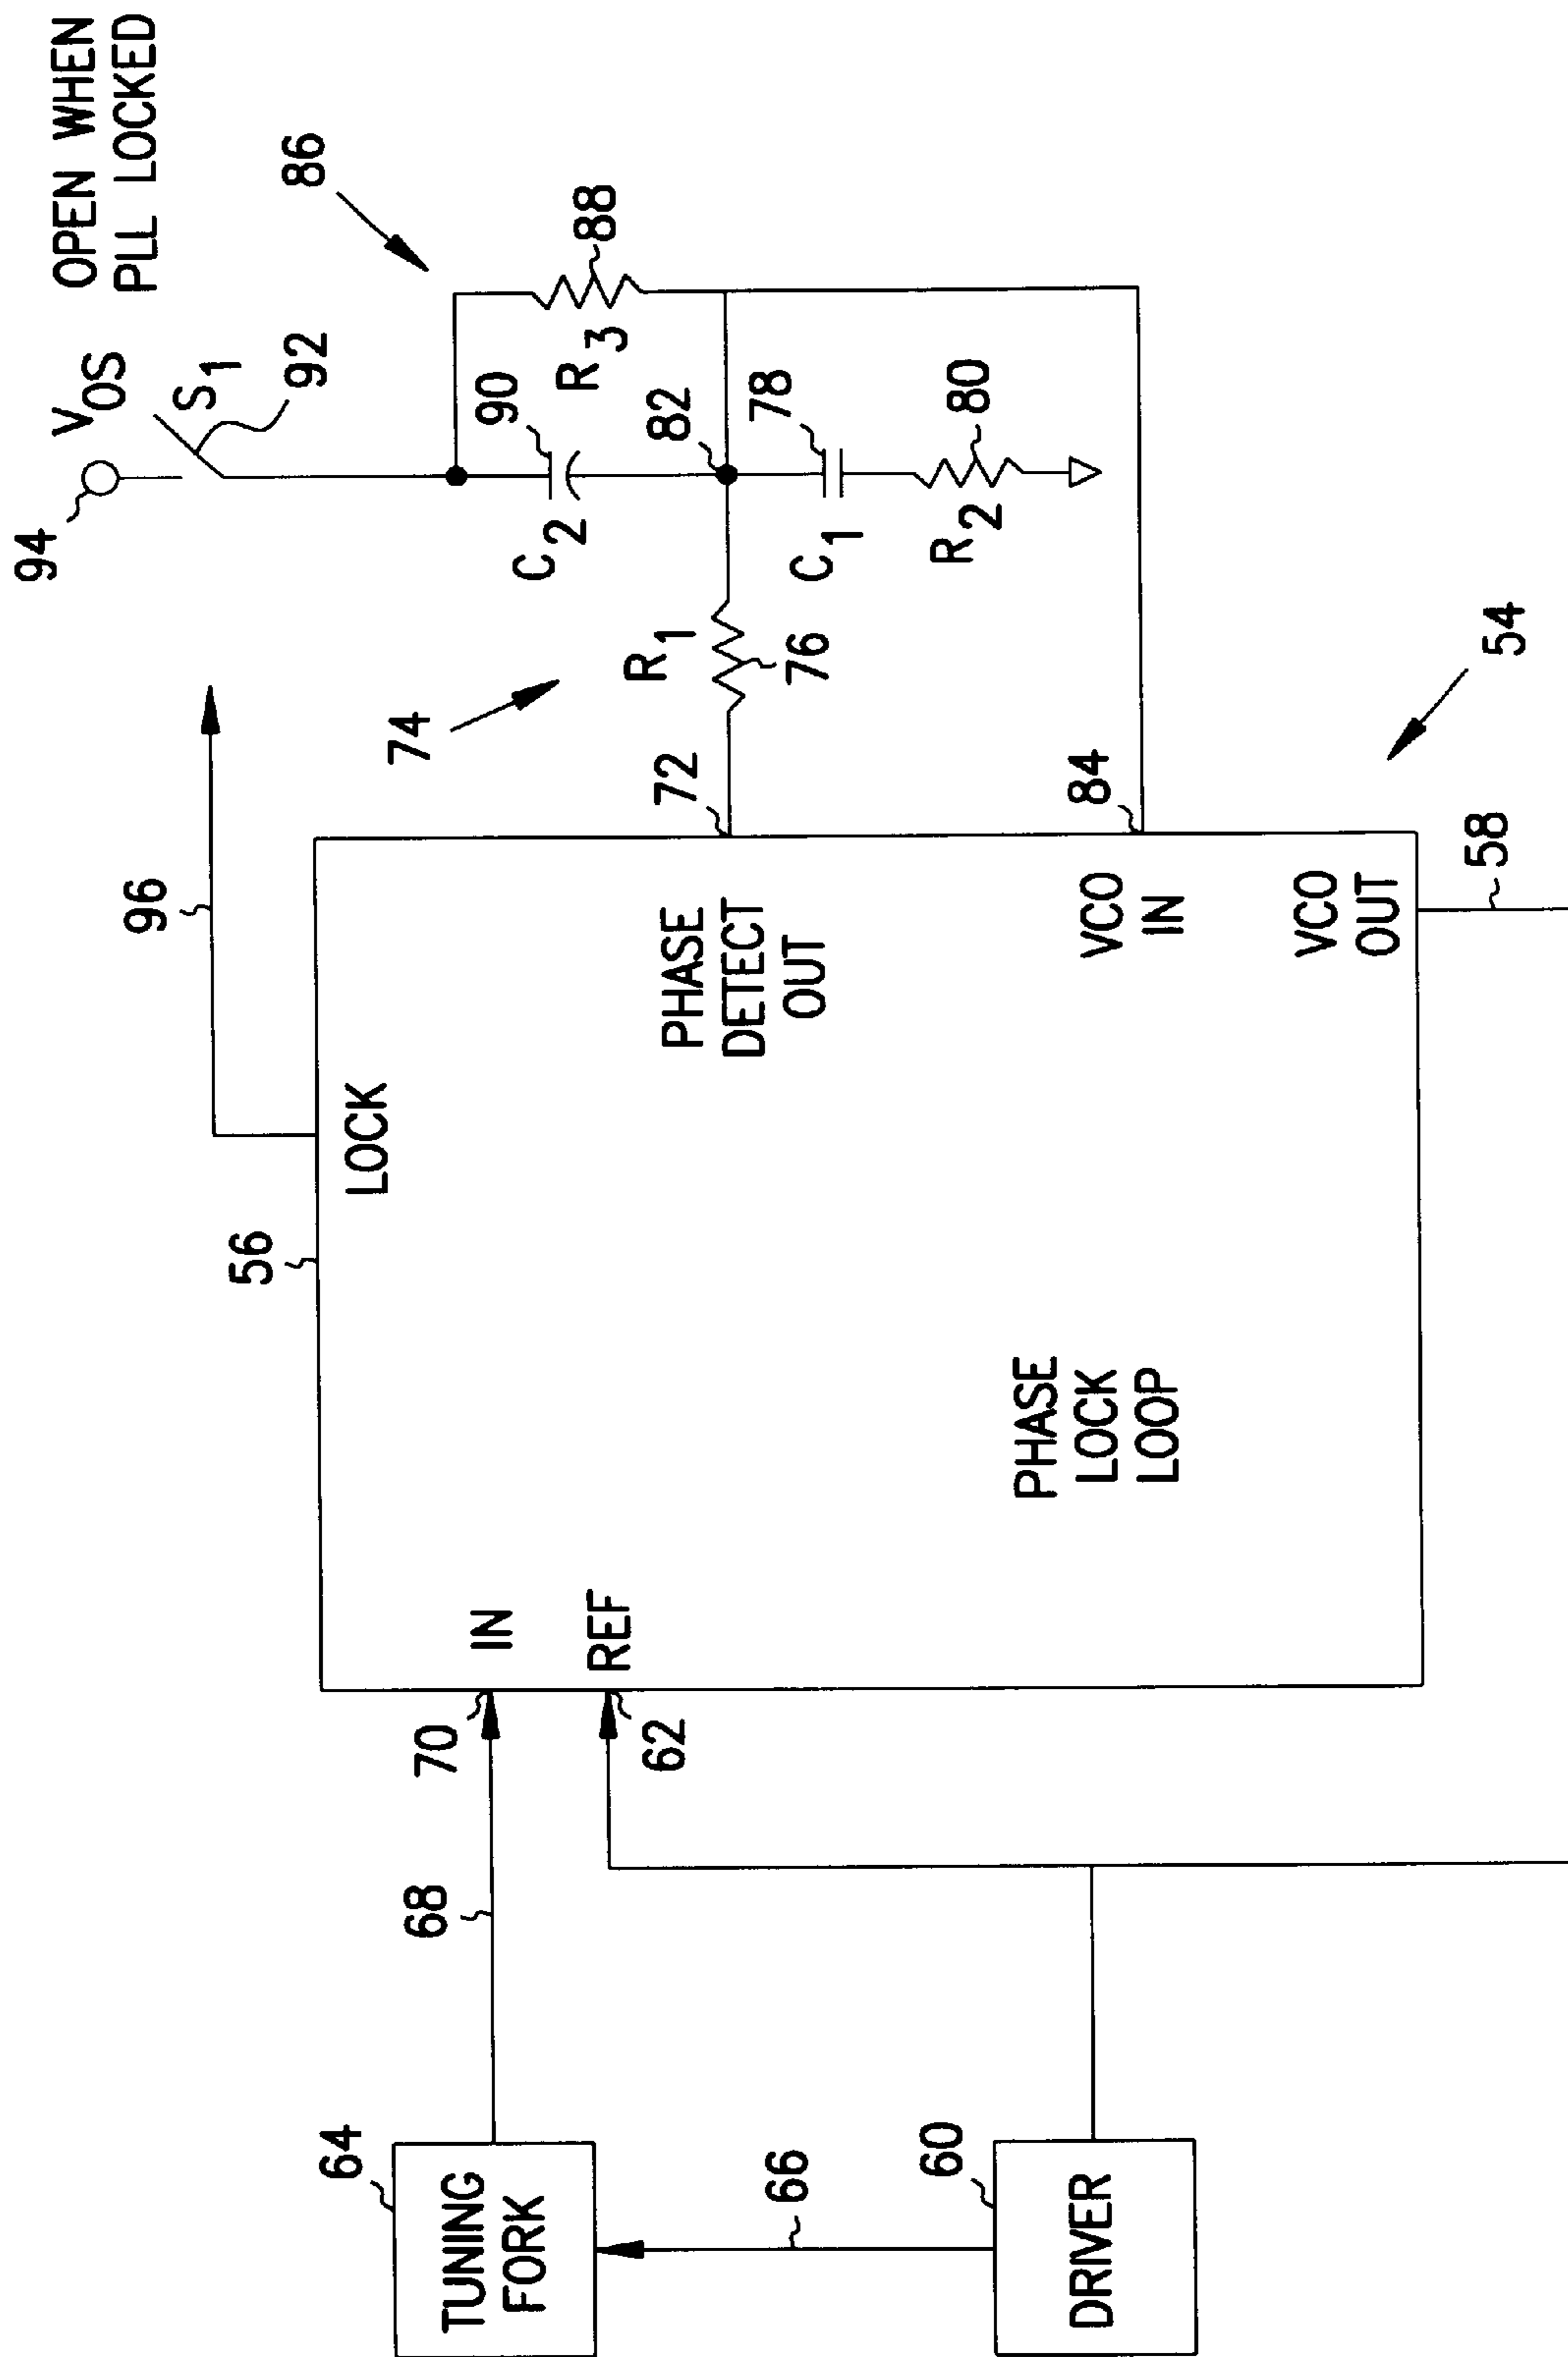 OPEN WHEN
PLL LOCKED
94
VOS
S1
92
86
96
90
C2
R3
88
82
74
R1
76
78
C1
80
R2
72
84
54
58
56
LOCK
PHASE
DETECT
OUT
VCO
IN
VCO
OUT
PHASE
LOCK
LOOP
IN
REF
70
62
68
64
TUNING
FORK
66
60
DRIVER